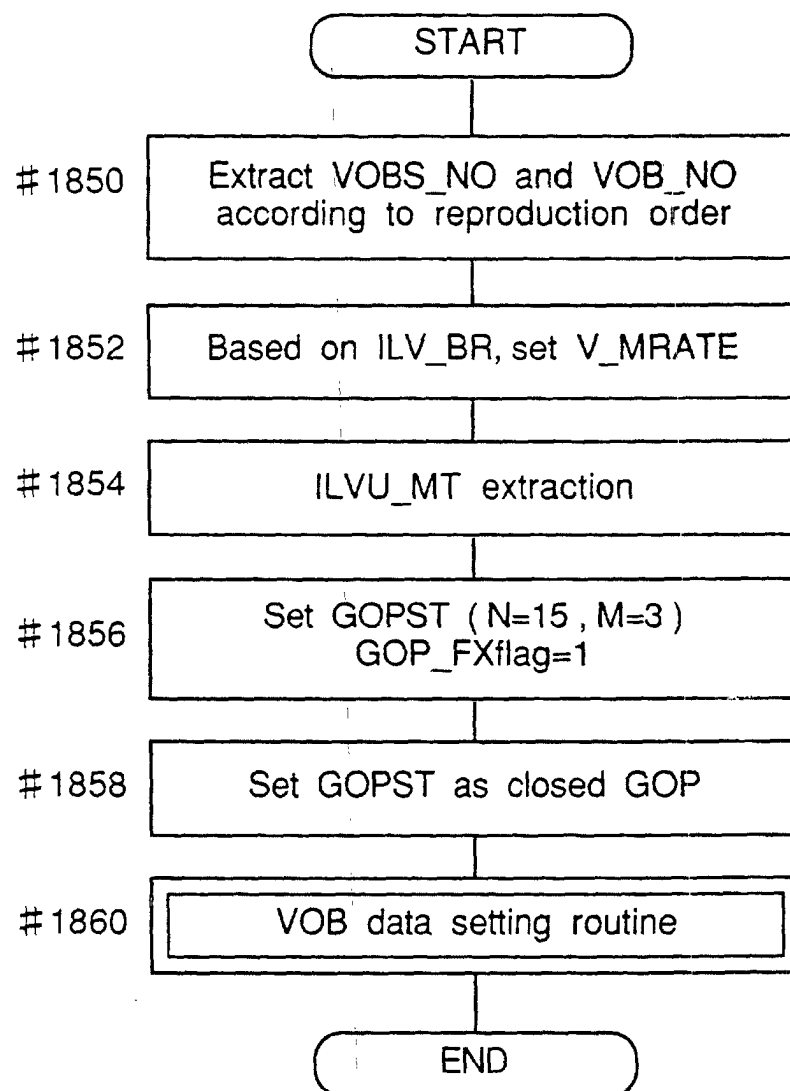 START
#1850
Extract VOBS_NO and VOB_NO
according to reproduction order
#1852
Based on ILV_BR, set V_MRATE
#1854
ILVU_MT extraction
#1856
Set GOPST ( N=15 , M=3 )
GOP_FXflag=1
#1858
Set GOPST as closed GOP
#1860
VOB data setting routine
END